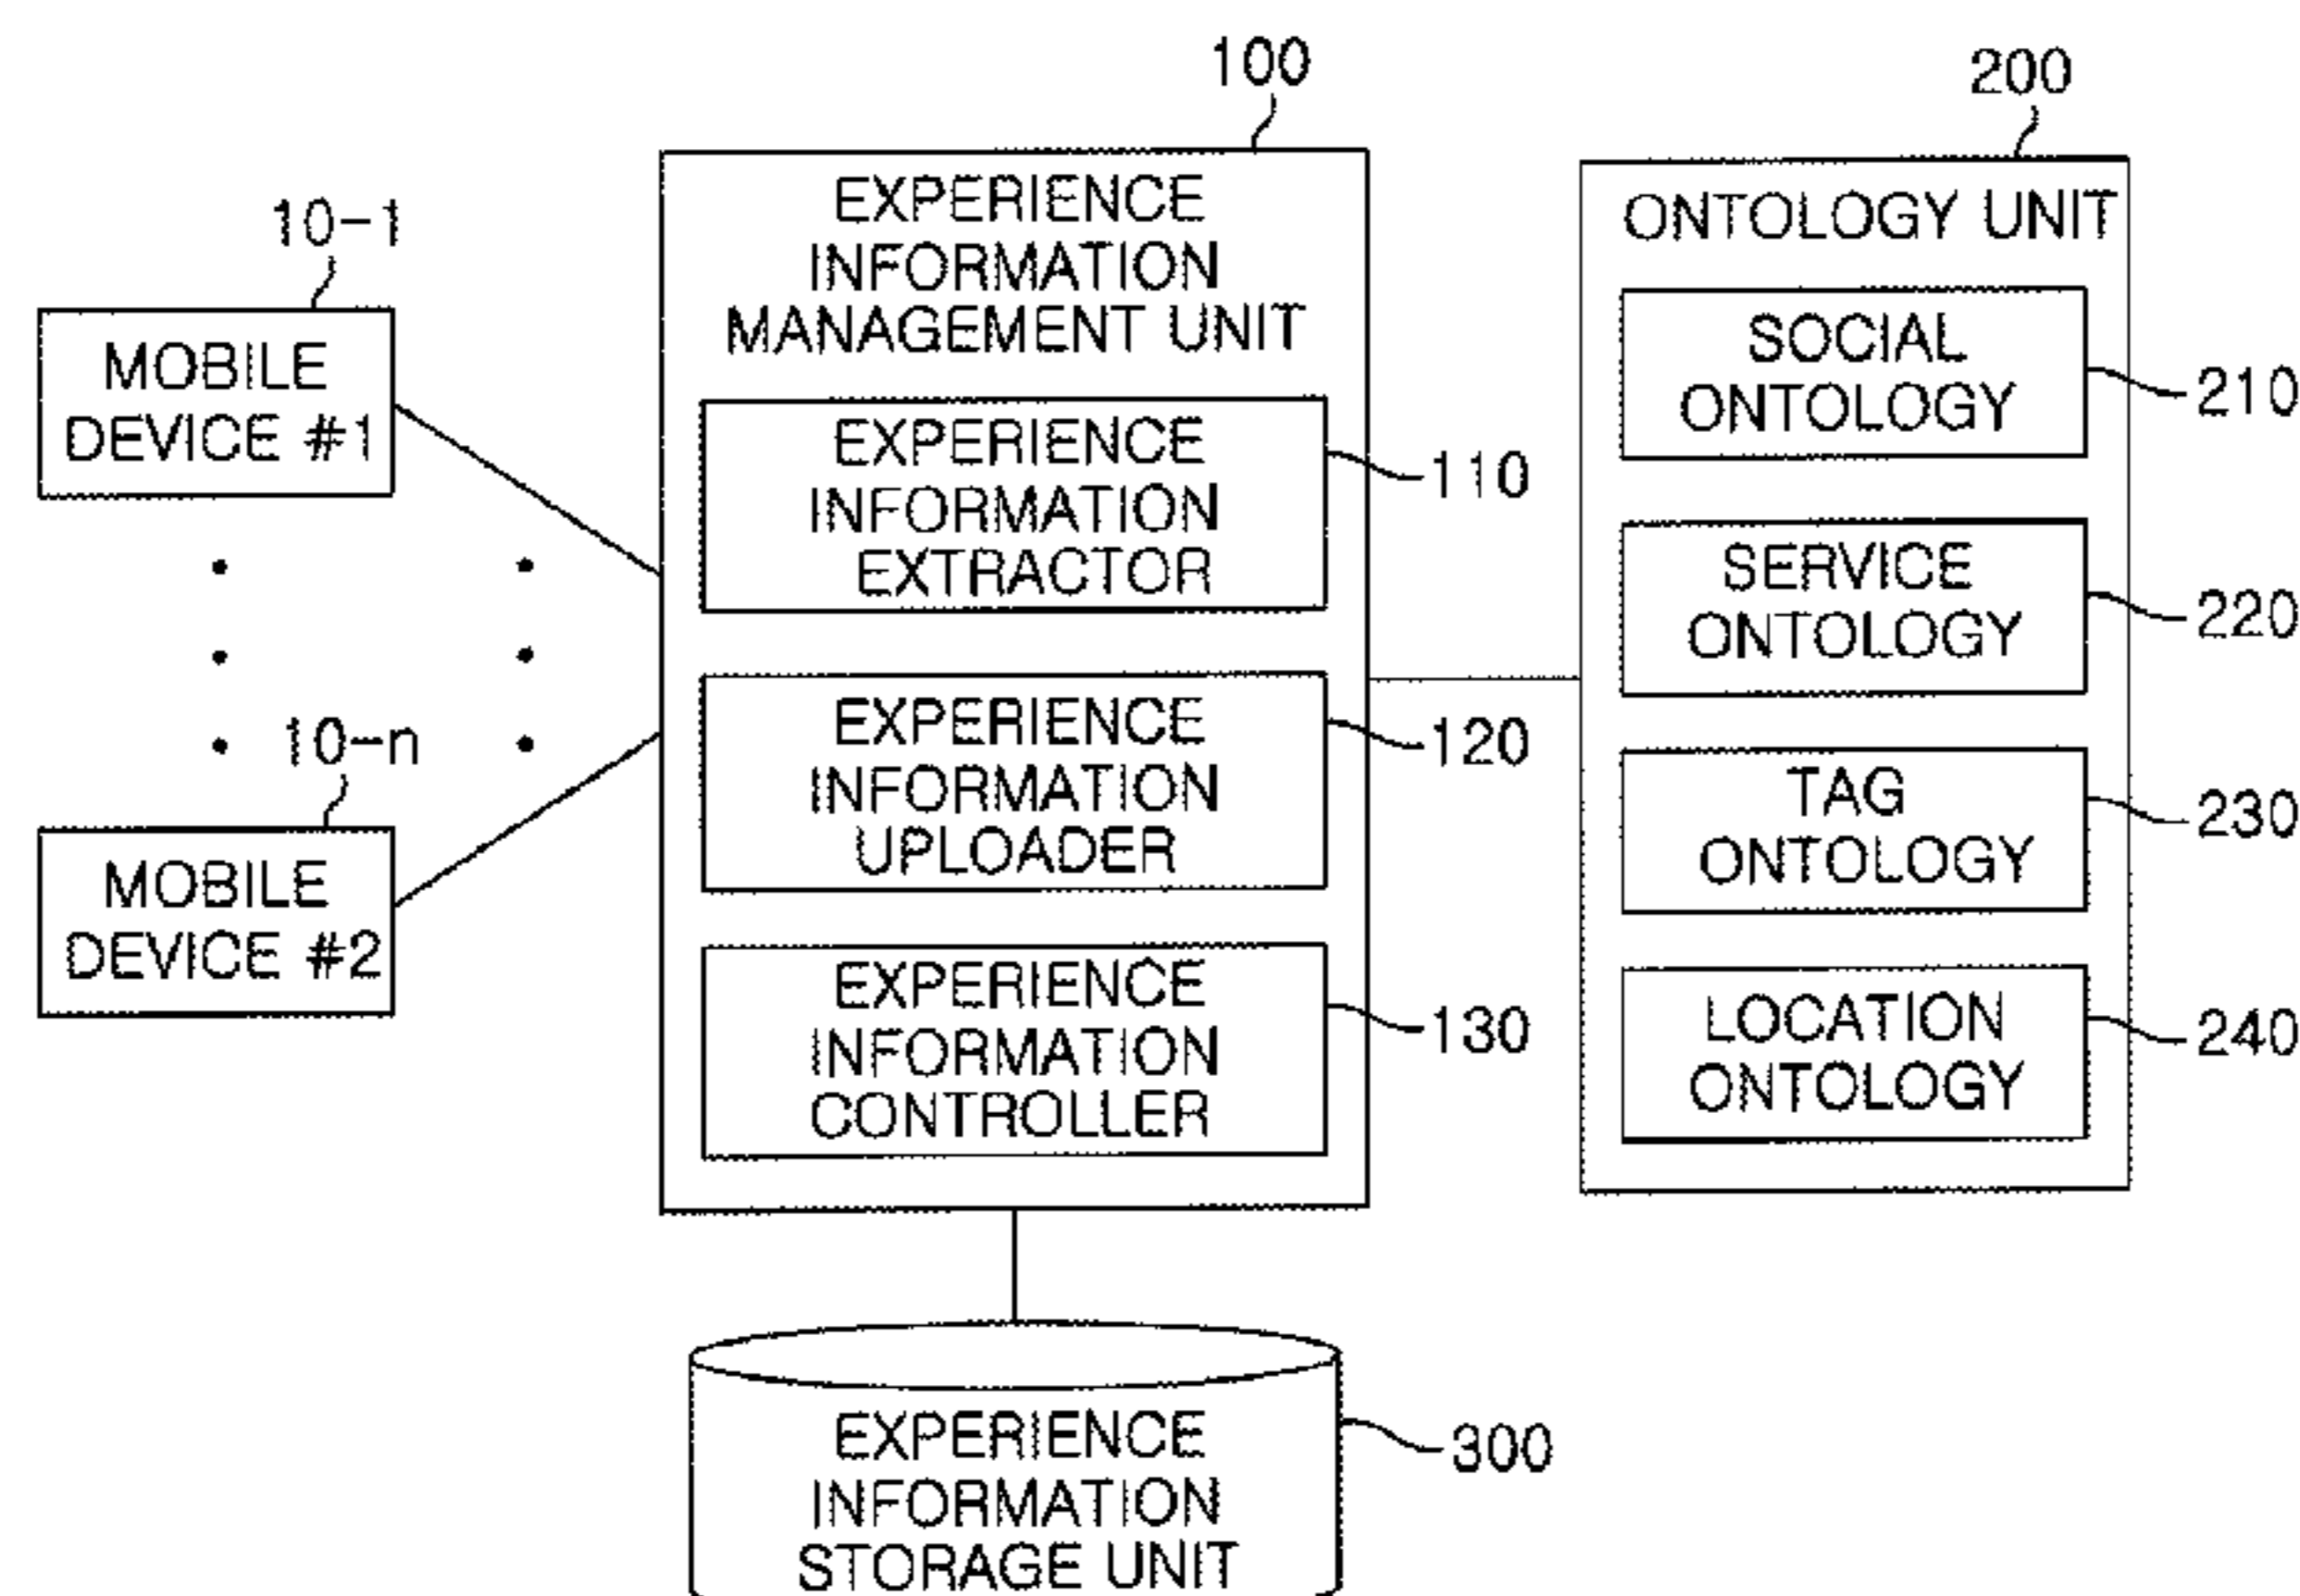 100
200
10-1
MOBILE
DEVICE #1
10-n
MOBILE
DEVICE #2
EXPERIENCE
INFORMATION
MANAGEMENT UNIT
EXPERIENCE
INFORMATION
EXTRACTOR
110
EXPERIENCE
INFORMATION
UPLOADER
120
EXPERIENCE
INFORMATION
CONTROLLER
130
ONTOLOGY UNIT
SOCIAL
ONTOLOGY
210
SERVICE
ONTOLOGY
220
TAG
ONTOLOGY
230
LOCATION
ONTOLOGY
240
EXPERIENCE
INFORMATION
STORAGE UNIT
300